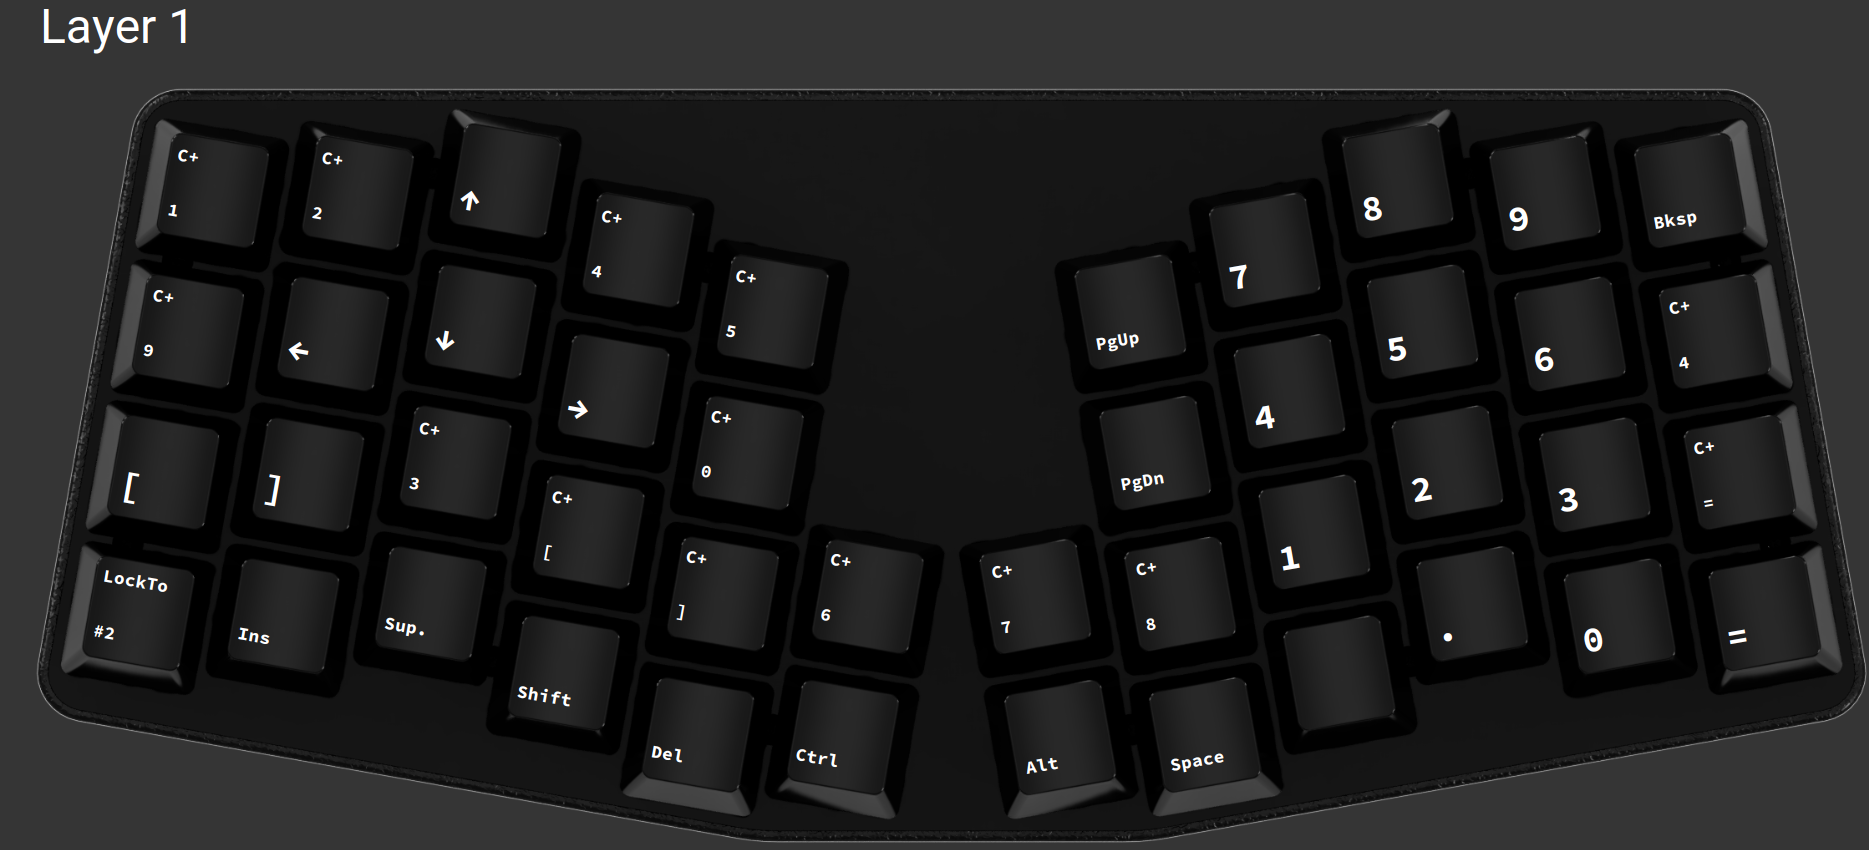 Layer 1
C+
1
C+
2
↑
C+
4
C+
5
PgUp
7
8
9
Bksp
C+
9
←
↓
→
C+
0
PgDn
4
5
6
C+
4
[
]
C+
3
C+
[
C+
]
C+
6
C+
7
C+
8
1
2
3
C+
=
LockTo
#2
Ins
Sup.
Shift
Del
Ctrl
Alt
Space
.
0
=